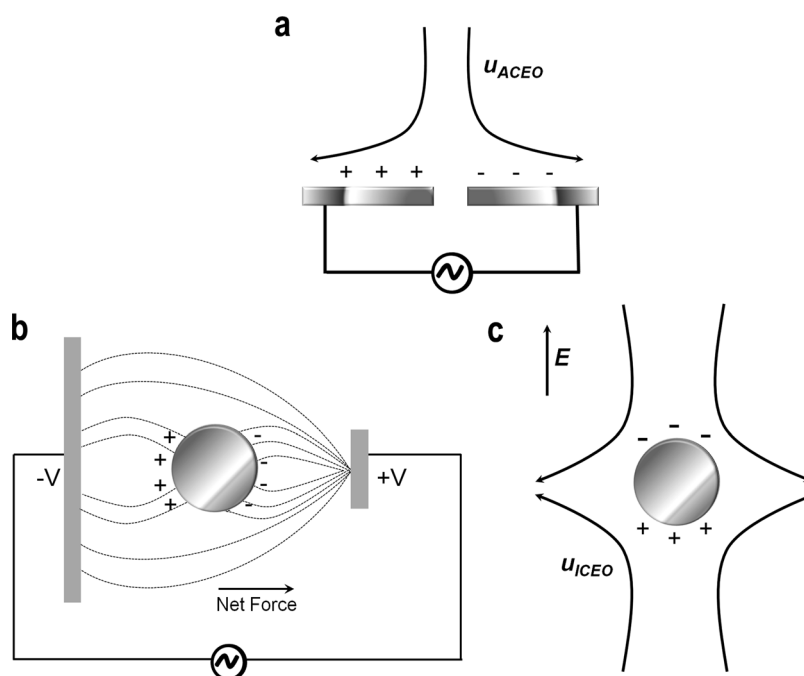 a
u_ACEO
+ + + - - -
b
-V
+ + + +
- - - -
+V
Net Force
c
E
- - -
+ + +
u_ICEO